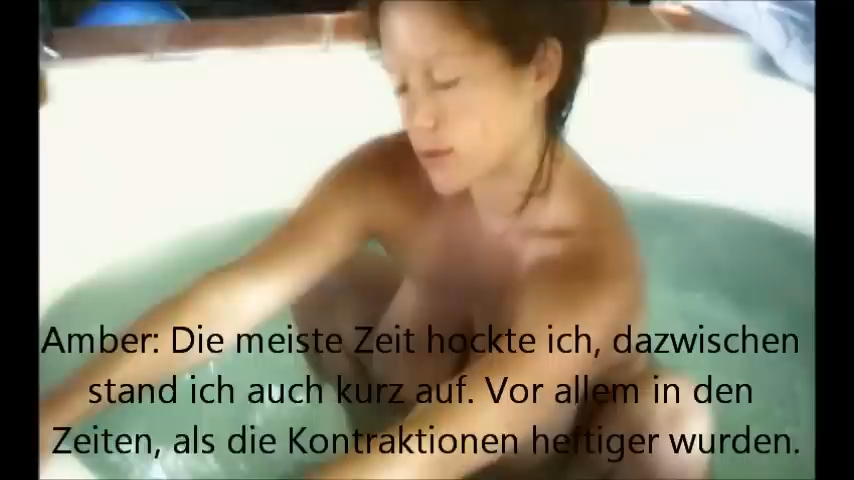 Amber: Die meiste Zeit hockte ich, dazwischen
stand ich auch kurz auf. Vor allem in den
Zeiten, als die Kontraktionen heftiger wurden.